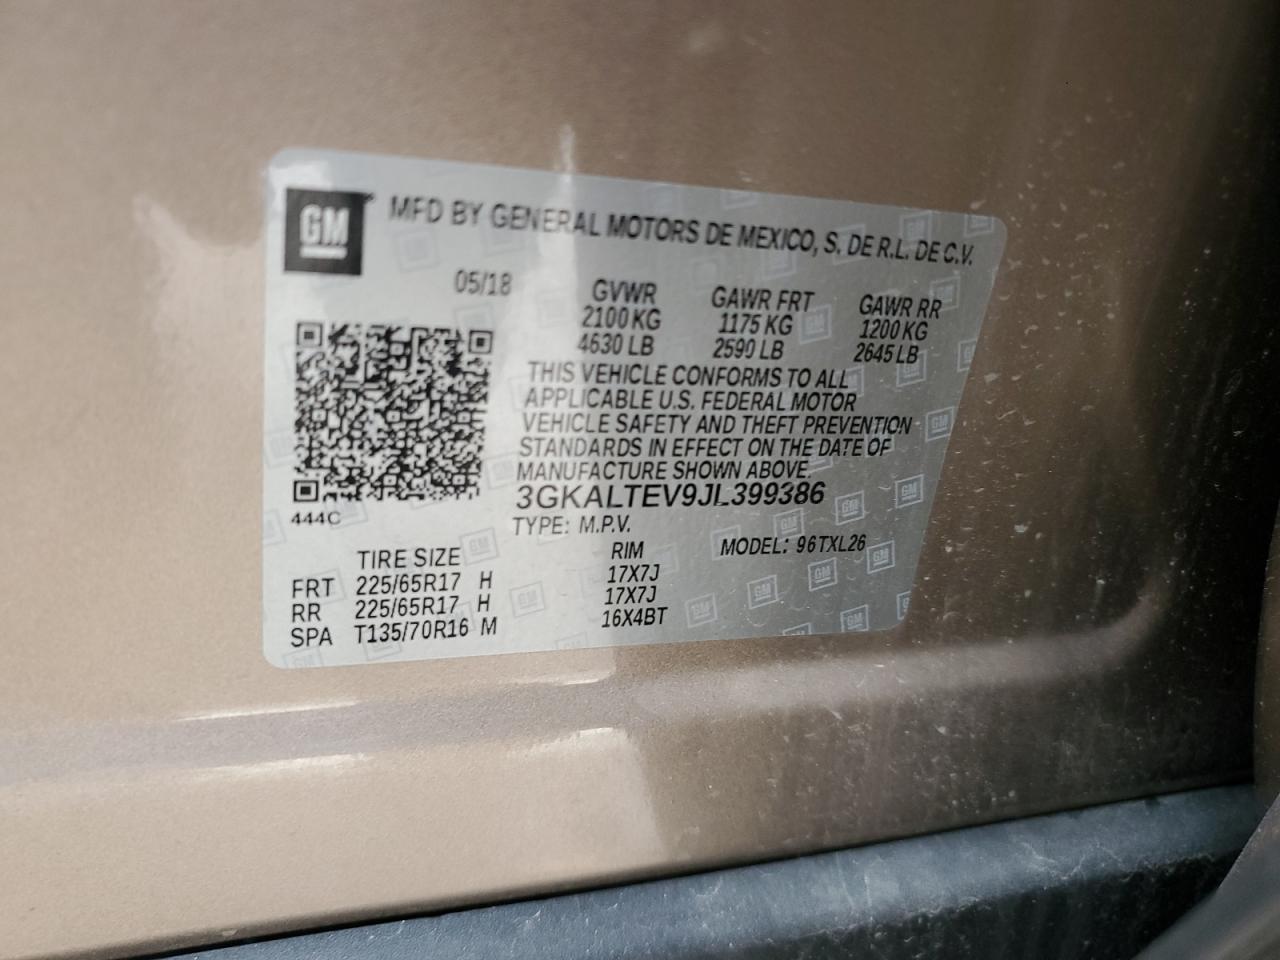 GM MFD BY GENERAL MOTORS DE MEXICO, S. DE R.L. DE C.V.
05/18 GVWR GAWR FRT GAWR RR
2100 KG 1175 KG 1200 KG
4630 LB 2590 LB 2645 LB
THIS VEHICLE CONFORMS TO ALL
APPLICABLE U.S. FEDERAL MOTOR
VEHICLE SAFETY AND THEFT PREVENTION
STANDARDS IN EFFECT ON THE DATE OF
MANUFACTURE SHOWN ABOVE.
3GKALTEV9JL399386
444C
TYPE: M.P.V. MODEL: 96TXL26
TIRE SIZE RIM
FRT 225/65R17 H 17X7J
RR 225/65R17 H 17X7J
SPA T135/70R16 M 16X4BT